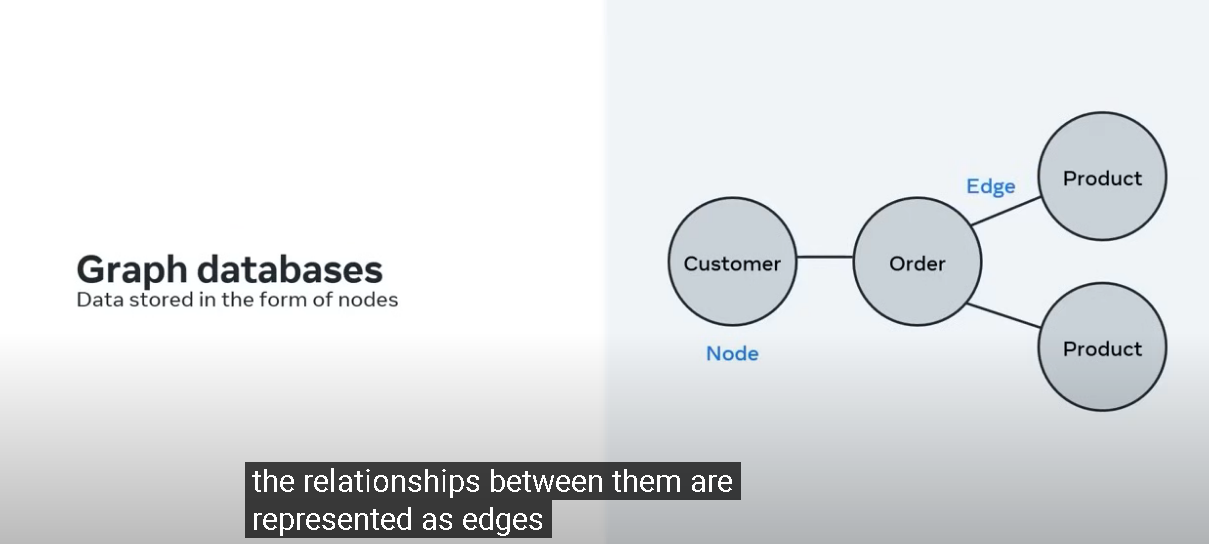 Graph databases
Data stored in the form of nodes
Edge
Product
Customer
Order
Node
Product
the relationships between them are
represented as edges